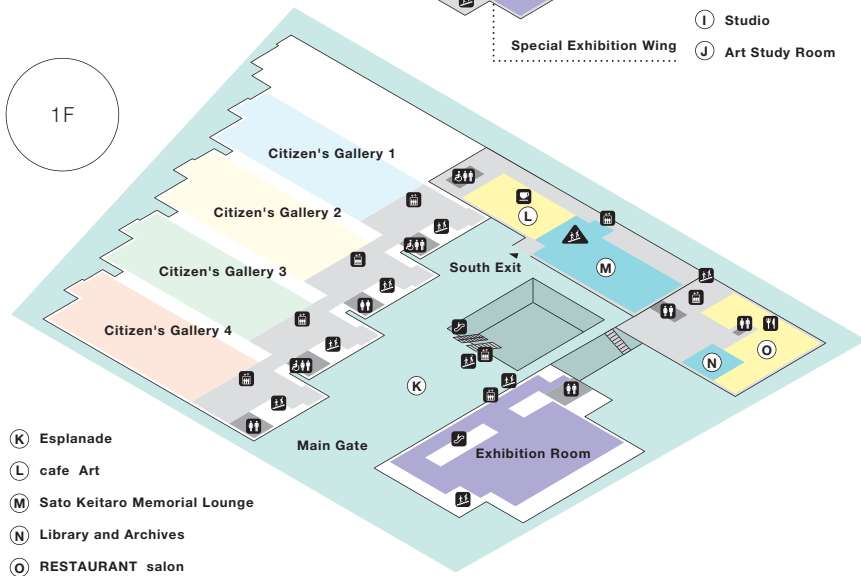 I Studio
Special Exhibition Wing
J Art Study Room
1F
Citizen's Gallery 1
Citizen's Gallery 2
L
Citizen's Gallery 3
South Exit
M
Citizen's Gallery 4
N
O
K
Main Gate
Exhibition Room
K Esplanade
L cafe Art
M Sato Keitaro Memorial Lounge
N Library and Archives
O RESTAURANT salon